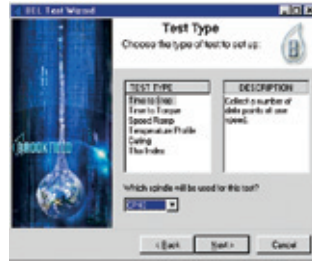 Test Wizard
Test Type
Choose the type of test to set up:
TEST TYPE
Time to Stop
Time to Torque
Speed Ramp
Temperature Profile
Curing
Thix Index
DESCRIPTION
Collect a number of
data points at one
speed.
BROOKFIELD
Which spindle will be used for this test?
< Back
Next >
Cancel